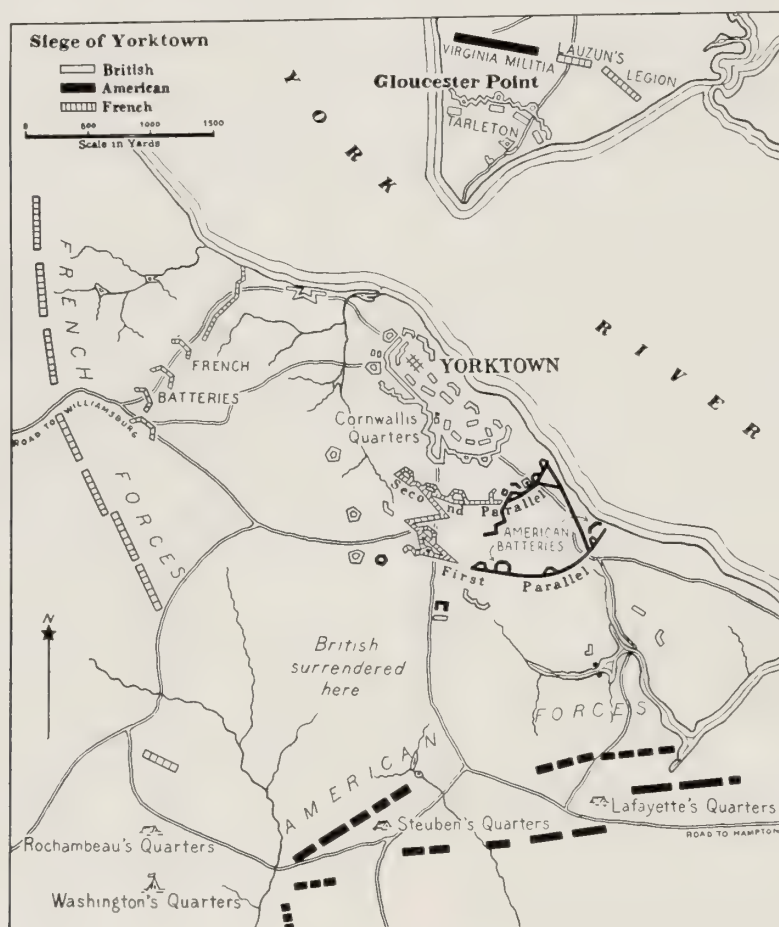 Siege of Yorktown
British
American
French
0 500 1000 1500
Scale in Yards
YORK
RIVER
VIRGINIA MILITIA
LAUZUN'S
LEGION
Gloucester Point
TARLETON
FRENCH
FORCES
FRENCH
BATTERIES
ROAD TO WILLIAMSBURG
YORKTOWN
Cornwallis
Quarters
Second Parallel
AMERICAN
BATTERIES
First Parallel
N
British
surrendered
here
AMERICAN
FORCES
Rochambeau's Quarters
Washington's Quarters
Steuben's Quarters
Lafayette's Quarters
ROAD TO HAMPTON